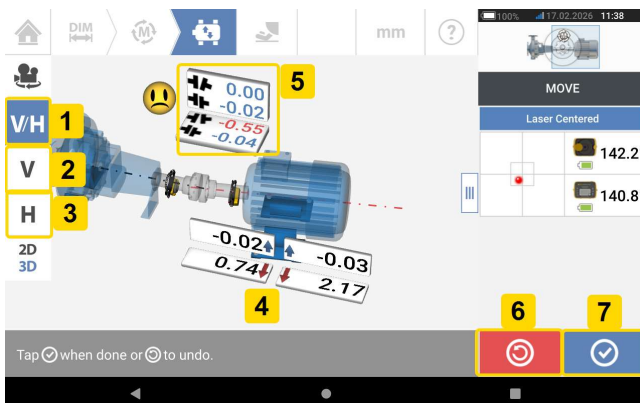 DIM
M
mm
?
100% 17.02.2026 11:38
MOVE
Laser Centered
142.2
140.8
V/H
V
H
2D
3D
1
2
3
5
0.00
-0.02
-0.55
-0.04
-0.02
-0.03
0.74
2.17
4
6
7
Tap when done or to undo.